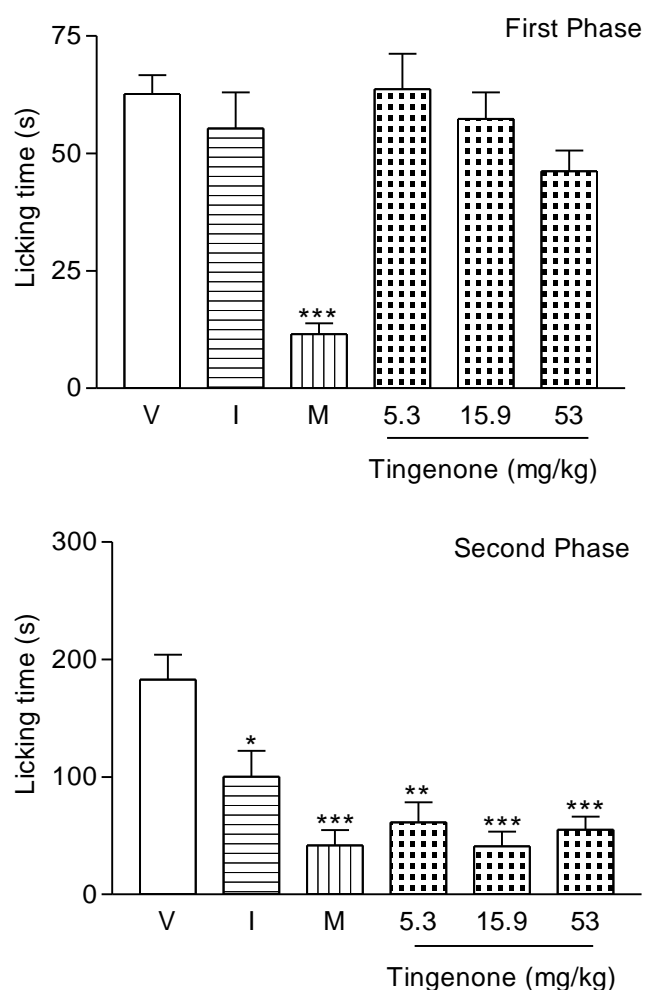 First Phase
75
50
25
0
Licking time (s)
***
V I M 5.3 15.9 53
Tingenone (mg/kg)
Second Phase
300
200
100
0
Licking time (s)
* *** ** *** ***
V I M 5.3 15.9 53
Tingenone (mg/kg)